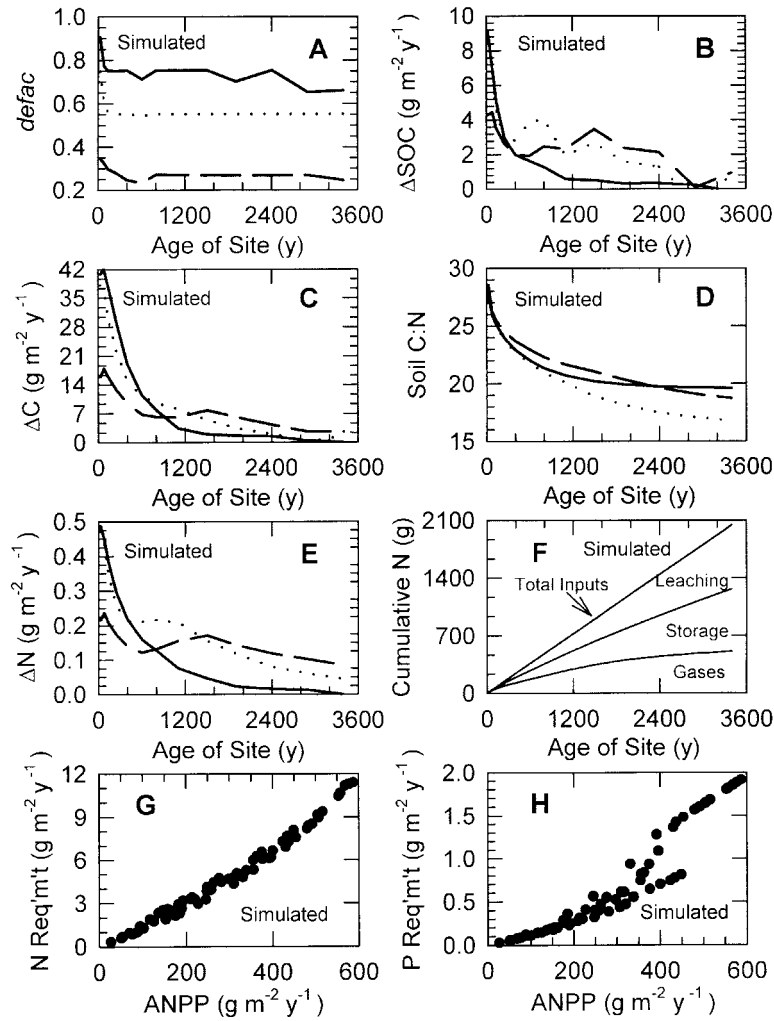 A
Simulated
defac
1.0
0.8
0.6
0.4
0.2
0 1200 2400 3600
Age of Site (y)
B
Simulated
ΔSOC (g m⁻² y⁻¹)
10
8
6
4
2
0
0 1200 2400 3600
Age of Site (y)
C
Simulated
ΔC (g m⁻² y⁻¹)
42
35
28
21
14
7
0
0 1200 2400 3600
Age of Site (y)
D
Simulated
Soil C:N
30
25
20
15
0 1200 2400 3600
Age of Site (y)
E
Simulated
ΔN (g m⁻² y⁻¹)
0.5
0.4
0.3
0.2
0.1
0.0
0 1200 2400 3600
Age of Site (y)
F
Simulated
Total Inputs
Leaching
Storage
Gases
Cumulative N (g)
2100
1400
700
0
0 1200 2400 3600
Age of Site (y)
G
Simulated
N Req'm't (g m⁻² y⁻¹)
12
9
6
3
0
0 200 400 600
ANPP (g m⁻² y⁻¹)
H
Simulated
P Req'm't (g m⁻² y⁻¹)
2.0
1.5
1.0
0.5
0.0
0 200 400 600
ANPP (g m⁻² y⁻¹)